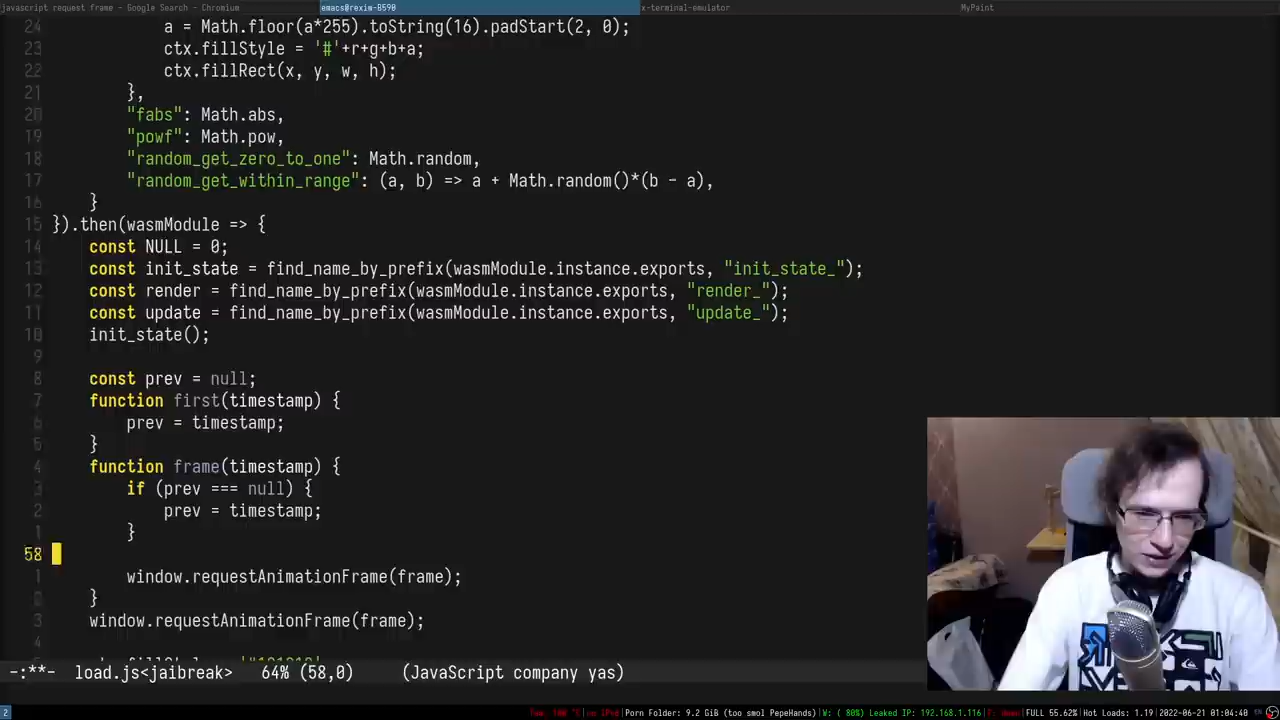 javascript request frame - Google Search - Chromium
emacs@rexim-B590
x-terminal-emulator
MyPaint
24 a = Math.floor(a*255).toString(16).padStart(2, 0);
23 ctx.fillStyle = '#'+r+g+b+a;
22 ctx.fillRect(x, y, w, h);
21 },
20 "fabs": Math.abs,
19 "powf": Math.pow,
18 "random_get_zero_to_one": Math.random,
17 "random_get_within_range": (a, b) => a + Math.random()*(b - a),
16 }
15 }).then(wasmModule => {
14 const NULL = 0;
13 const init_state = find_name_by_prefix(wasmModule.instance.exports, "init_state_");
12 const render = find_name_by_prefix(wasmModule.instance.exports, "render_");
11 const update = find_name_by_prefix(wasmModule.instance.exports, "update_");
10 init_state();
9
8 const prev = null;
7 function first(timestamp) {
6 prev = timestamp;
5 }
4 function frame(timestamp) {
3 if (prev === null) {
2 prev = timestamp;
1 }
58
1 window.requestAnimationFrame(frame);
}
3 window.requestAnimationFrame(frame);
4
-:**- load.js<jaibreak> 64% (58,0) (JavaScript company yas)
2
no IPv6 Porn Folder: 9.2 GiB (too smol PepeHands) W: ( 80%) Leaked IP: 192.168.1.116 E: down FULL 55.62% Hot Loads: 1.19 2022-06-21 01:04:40 EN